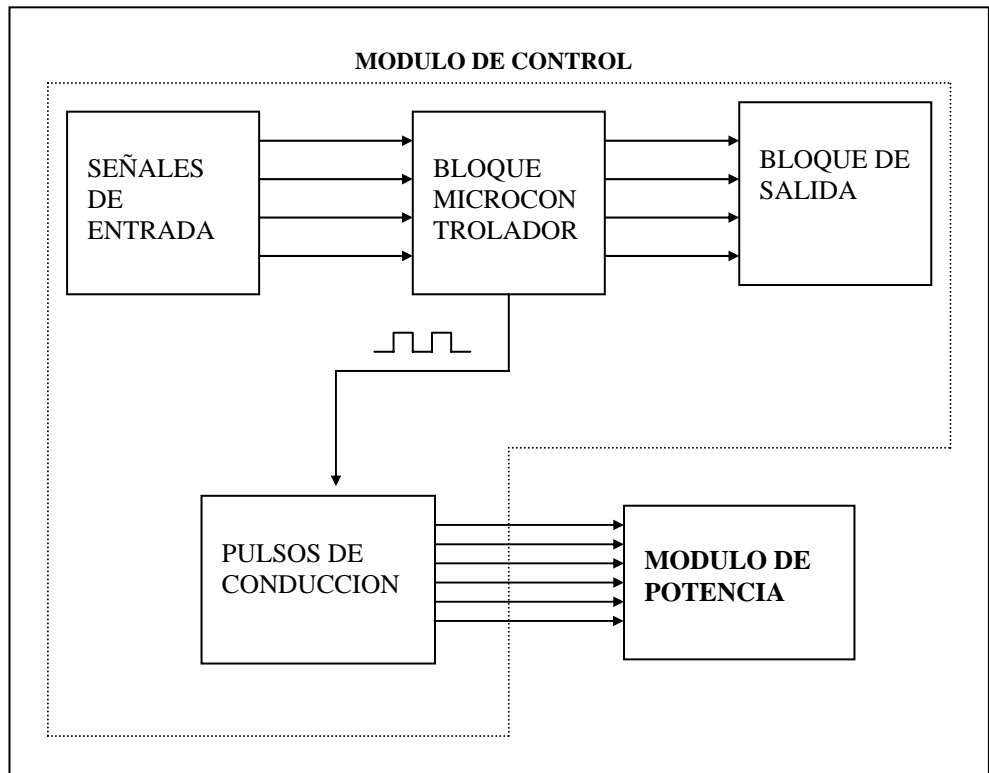 MODULO DE CONTROL
SEÑALES
DE
ENTRADA
BLOQUE
MICROCON
TROLADOR
BLOQUE DE
SALIDA
PULSOS DE
CONDUCCION
MODULO DE
POTENCIA